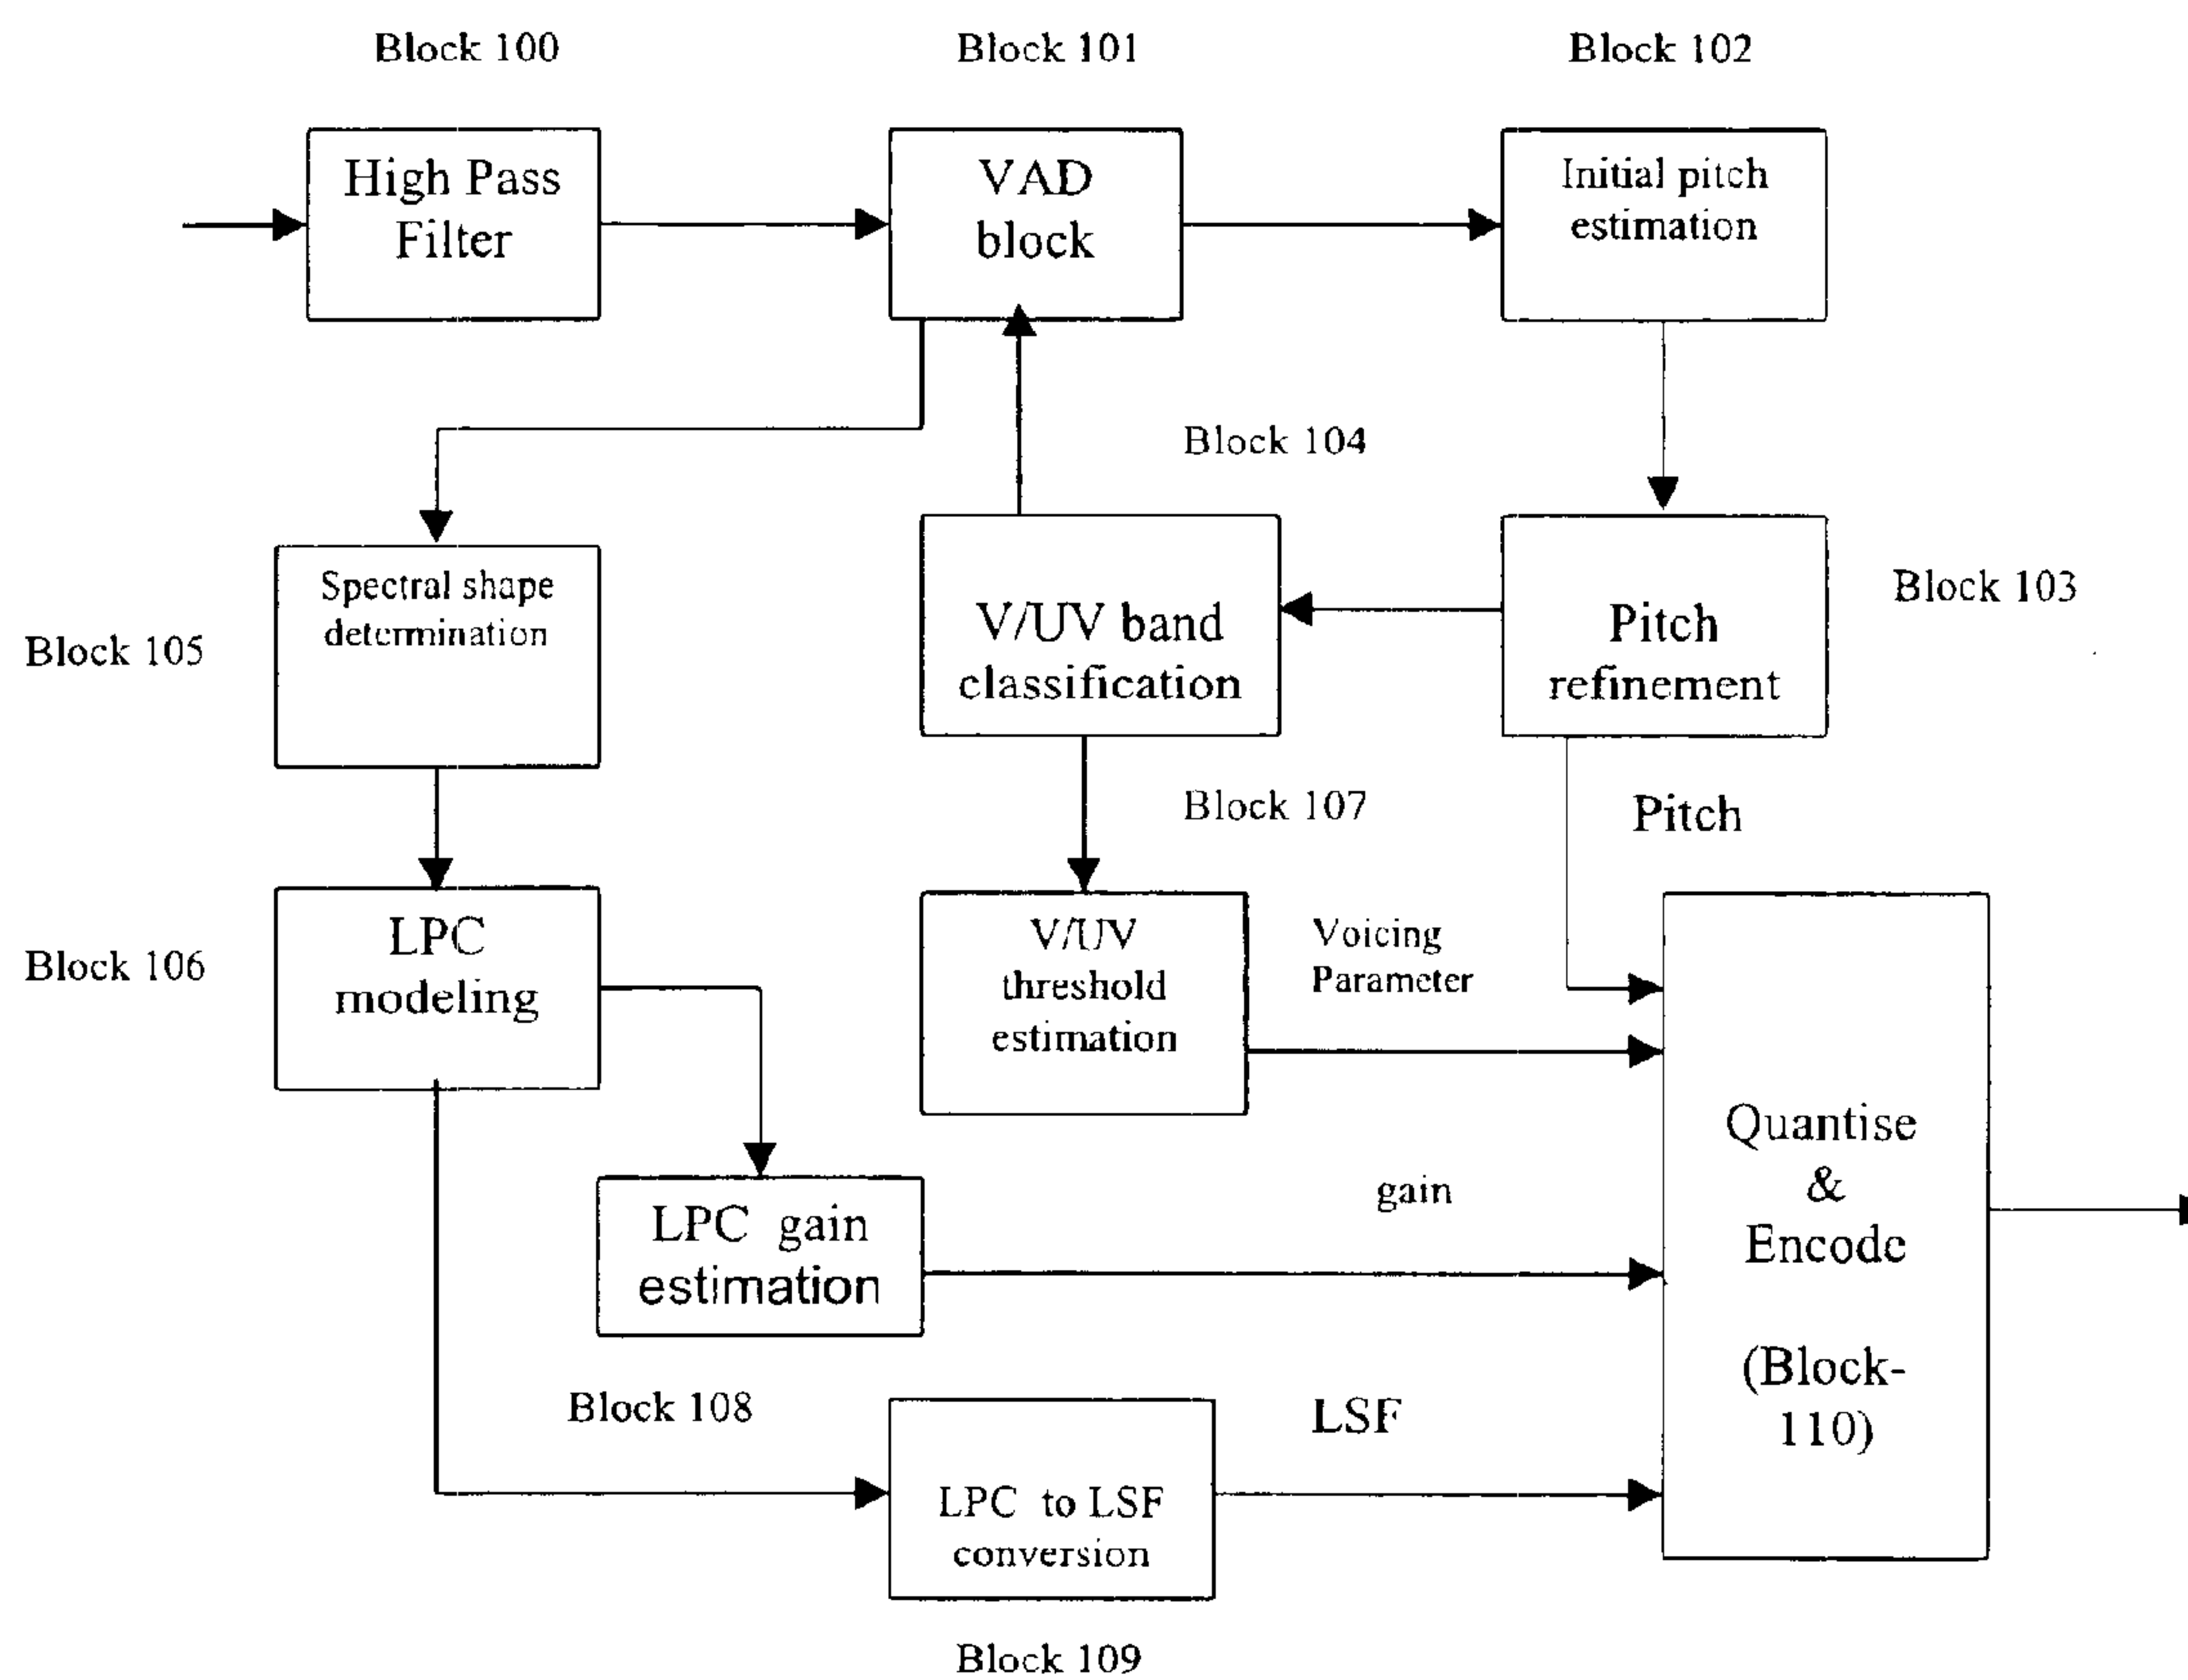 Block 100
Block 101
Block 102
High Pass
Filter
VAD
block
Initial pitch
estimation
Block 104
Spectral shape
determination
Block 105
V/UV band
classification
Pitch
refinement
Block 103
Block 107
Pitch
LPC
modeling
Block 106
V/UV
threshold
estimation
Voicing
Parameter
Quantise
&
Encode
(Block-
110)
LPC gain
estimation
gain
Block 108
LPC to LSF
conversion
LSF
Block 109